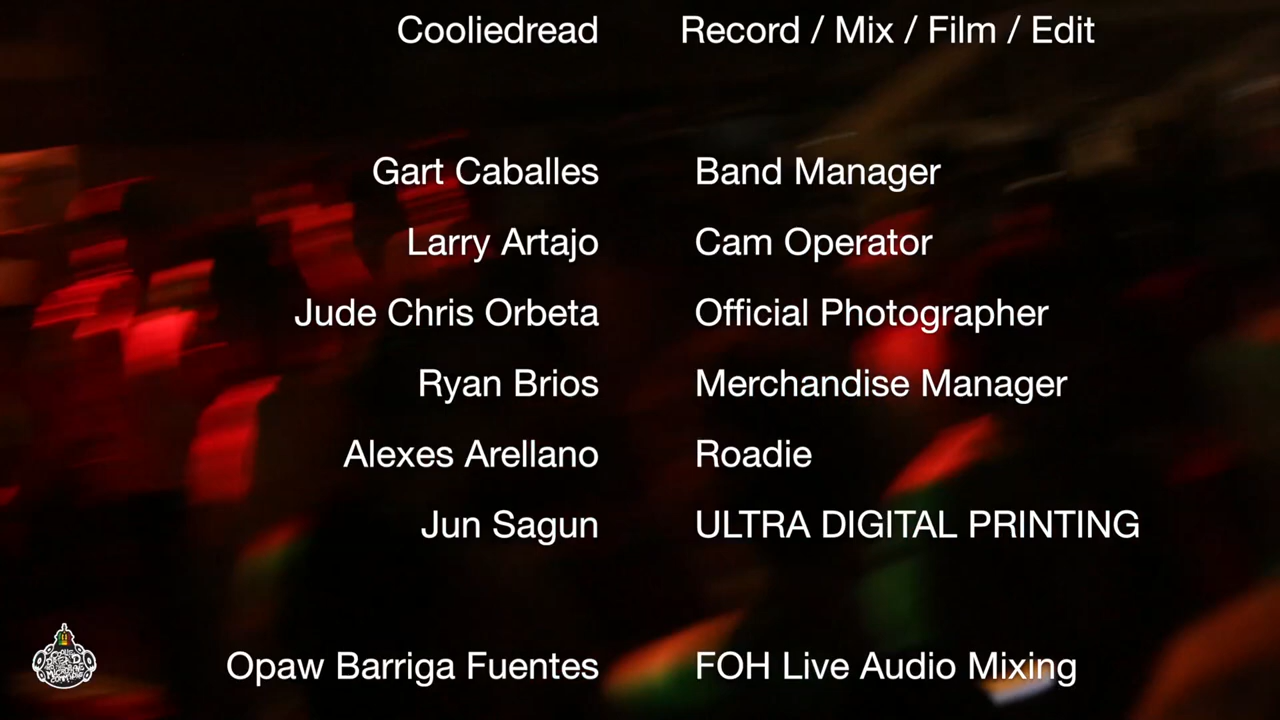 Cooliedread Record / Mix / Film / Edit
Gart Caballes Band Manager
Larry Artajo Cam Operator
Jude Chris Orbeta Official Photographer
Ryan Brios Merchandise Manager
Alexes Arellano Roadie
Jun Sagun ULTRA DIGITAL PRINTING
Opaw Barriga Fuentes FOH Live Audio Mixing